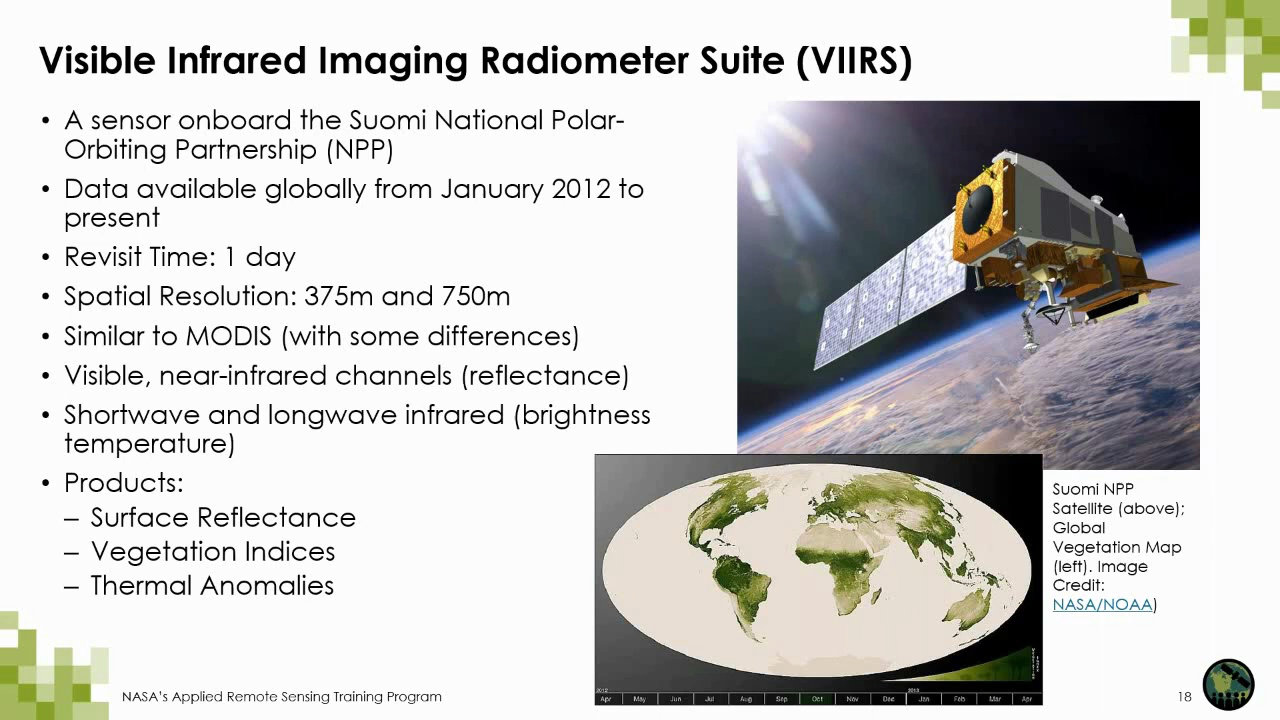 Visible Infrared Imaging Radiometer Suite (VIIRS)
• A sensor onboard the Suomi National Polar-
Orbiting Partnership (NPP)
• Data available globally from January 2012 to
present
• Revisit Time: 1 day
• Spatial Resolution: 375m and 750m
• Similar to MODIS (with some differences)
• Visible, near-infrared channels (reflectance)
• Shortwave and longwave infrared (brightness
temperature)
• Products:
– Surface Reflectance
– Vegetation Indices
– Thermal Anomalies
Suomi NPP
Satellite (above);
Global
Vegetation Map
(left). Image
Credit:
NASA/NOAA)
2012 2013
Apr May Jun Jul Aug Sep Oct Nov Dec Jan Feb Mar Apr
NASA's Applied Remote Sensing Training Program
18